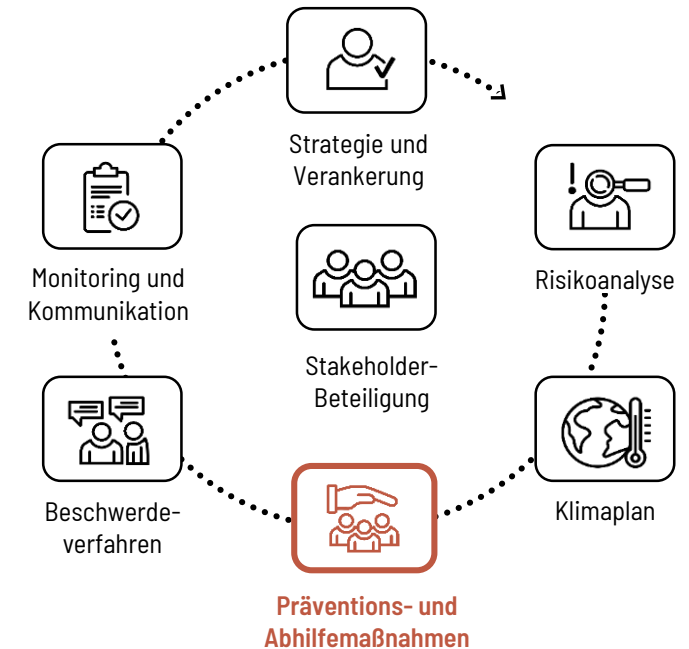 Strategie und
Verankerung
Risikoanalyse
Klimaplan
Präventions- und
Abhilfemaßnahmen
Beschwerde-
verfahren
Monitoring und
Kommunikation
Stakeholder-
Beteiligung